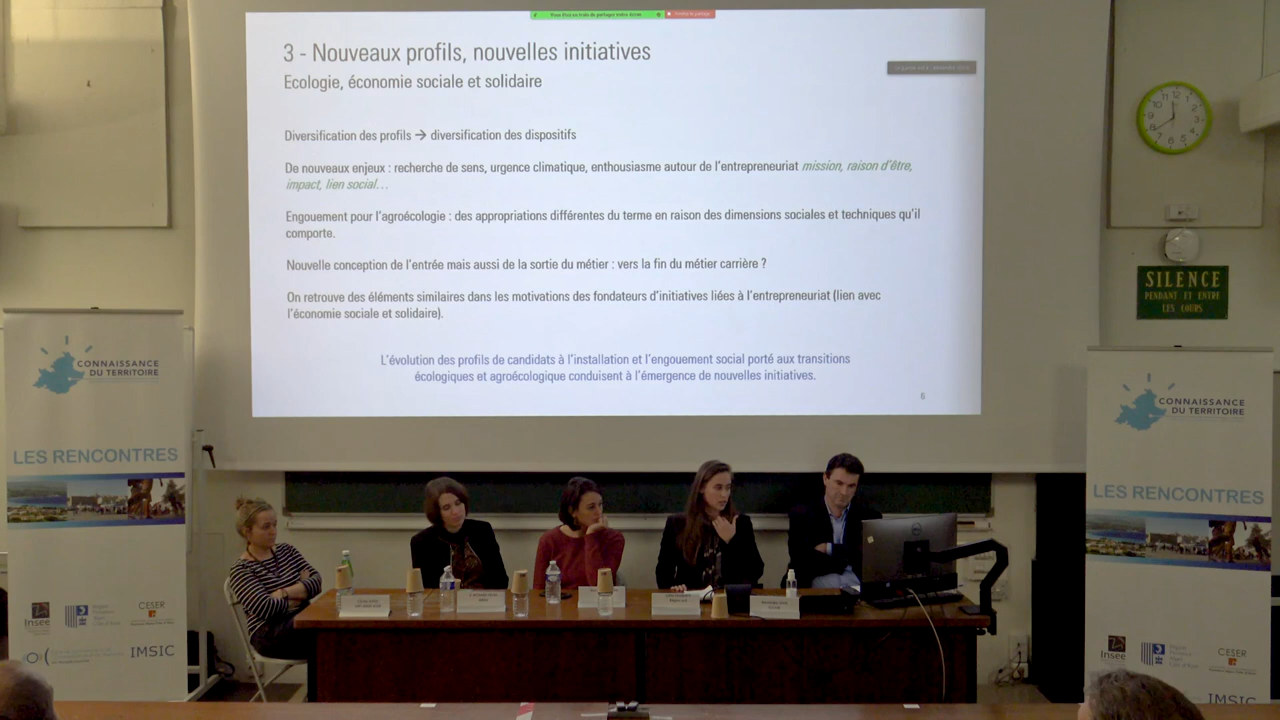 3 - Nouveaux profils, nouvelles initiatives
Ecologie, économie sociale et solidaire
Diversification des profils → diversification des dispositifs
De nouveaux enjeux : recherche de sens, urgence climatique, enthousiasme autour de l'entrepreneuriat mission, raison d'être,
impact, lien social…
Engouement pour l'agroécologie : des appropriations différentes du terme en raison des dimensions sociales et techniques qu'il
comporte.
Nouvelle conception de l'entrée mais aussi de la sortie du métier : vers la fin du métier carrière ?
On retrouve des éléments similaires dans les motivations des fondateurs d'initiatives liées à l'entrepreneuriat (lien avec
l'économie sociale et solidaire).
L'évolution des profils de candidats à l'installation et l'engouement social porté aux transitions
écologiques et agroécologique conduisent à l'émergence de nouvelles initiatives.
6
SILENCE
PENDANT ET ENTRE
LES COURS
CONNAISSANCE
DU TERRITOIRE
LES RENCONTRES
Insee
CESER
IMSIC
CONNAISSANCE
DU TERRITOIRE
LES RENCONTRES
Insee
CESER
IMSIC